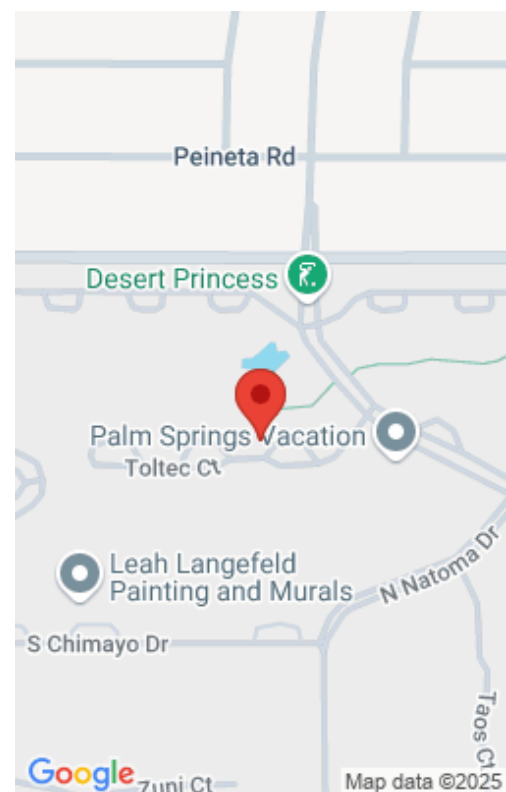 Peineta Rd
Desert Princess
Palm Springs Vacation
Toltec Ct
Leah Langefeld
Painting and Murals
N Natoma Dr
S Chimayo Dr
Taos Ct
Google
Zuni Ct
Map data ©2025